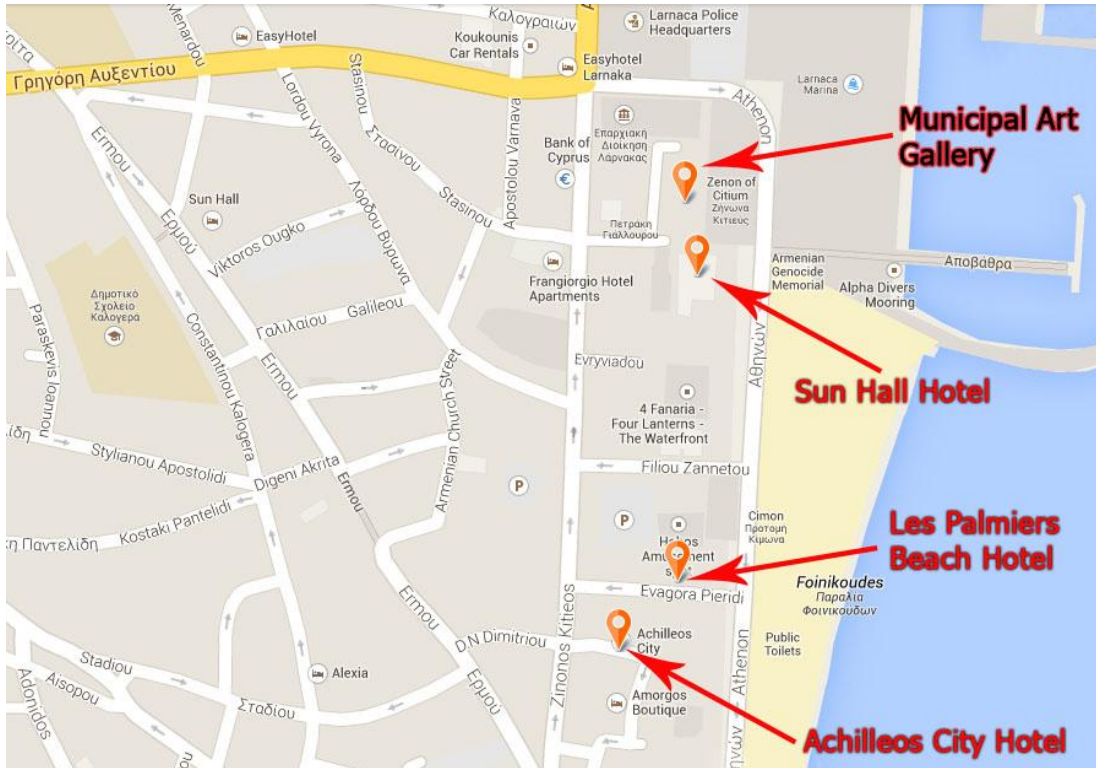 Καλογραιών
Larnaca Police
Headquarters
EasyHotel
Koukounis
Car Rentals
Menardou
Γρηγόρη Αυξεντίου
Easyhotel
Larnaka
Larnaca
Marina
Athenon
Stasinou
Στασίνου
Stasinou
Lordou Vyrona
Λόρδου Βύρωνα
Apostolou Varnava
Bank of
Cyprus
Επαρχιακή
Διοίκηση
Λάρνακας
Municipal Art
Gallery
Ermou
Ερμού
Sun Hall
Zenon of
Citium
Ζήνωνα
Κιτιεύς
Πετράκη
Γιαλλουρου
Viktoros Ougko
Armenian
Genocide
Memorial
Αποβάθρα
Frangiorgio Hotel
Apartments
Alpha Divers
Mooring
Δημοτικό
Σχολείο
Καλογερά
Γαλιλαίου
Galileou
Paraskevis Ioannou
Constantinou Kalogera
Ermou
Evryviadou
Αθηνών
Sun Hall Hotel
Armenian Church Street
4 Fanaria -
Four Lanterns -
The Waterfront
Stylianou Apostolidi
Digeni Akrita
Filiou Zannetou
Kostaki Pantelidi
Ermou
Cimon
Προτομή
Κίμωνα
Les Palmiers
Beach Hotel
Παντελίδη
Foinikoudes
Παραλία
Φοινικουδων
Evagora Pieridi
Ermou
Zinonos Kitieos
D.N Dimitriou
Achilleos
City
Public
Toilets
Athenon
Stadiou
Σταδίου
Aisopou
Adonidos
Alexia
Ερμού
Amorgos
Boutique
Achilleos City Hotel